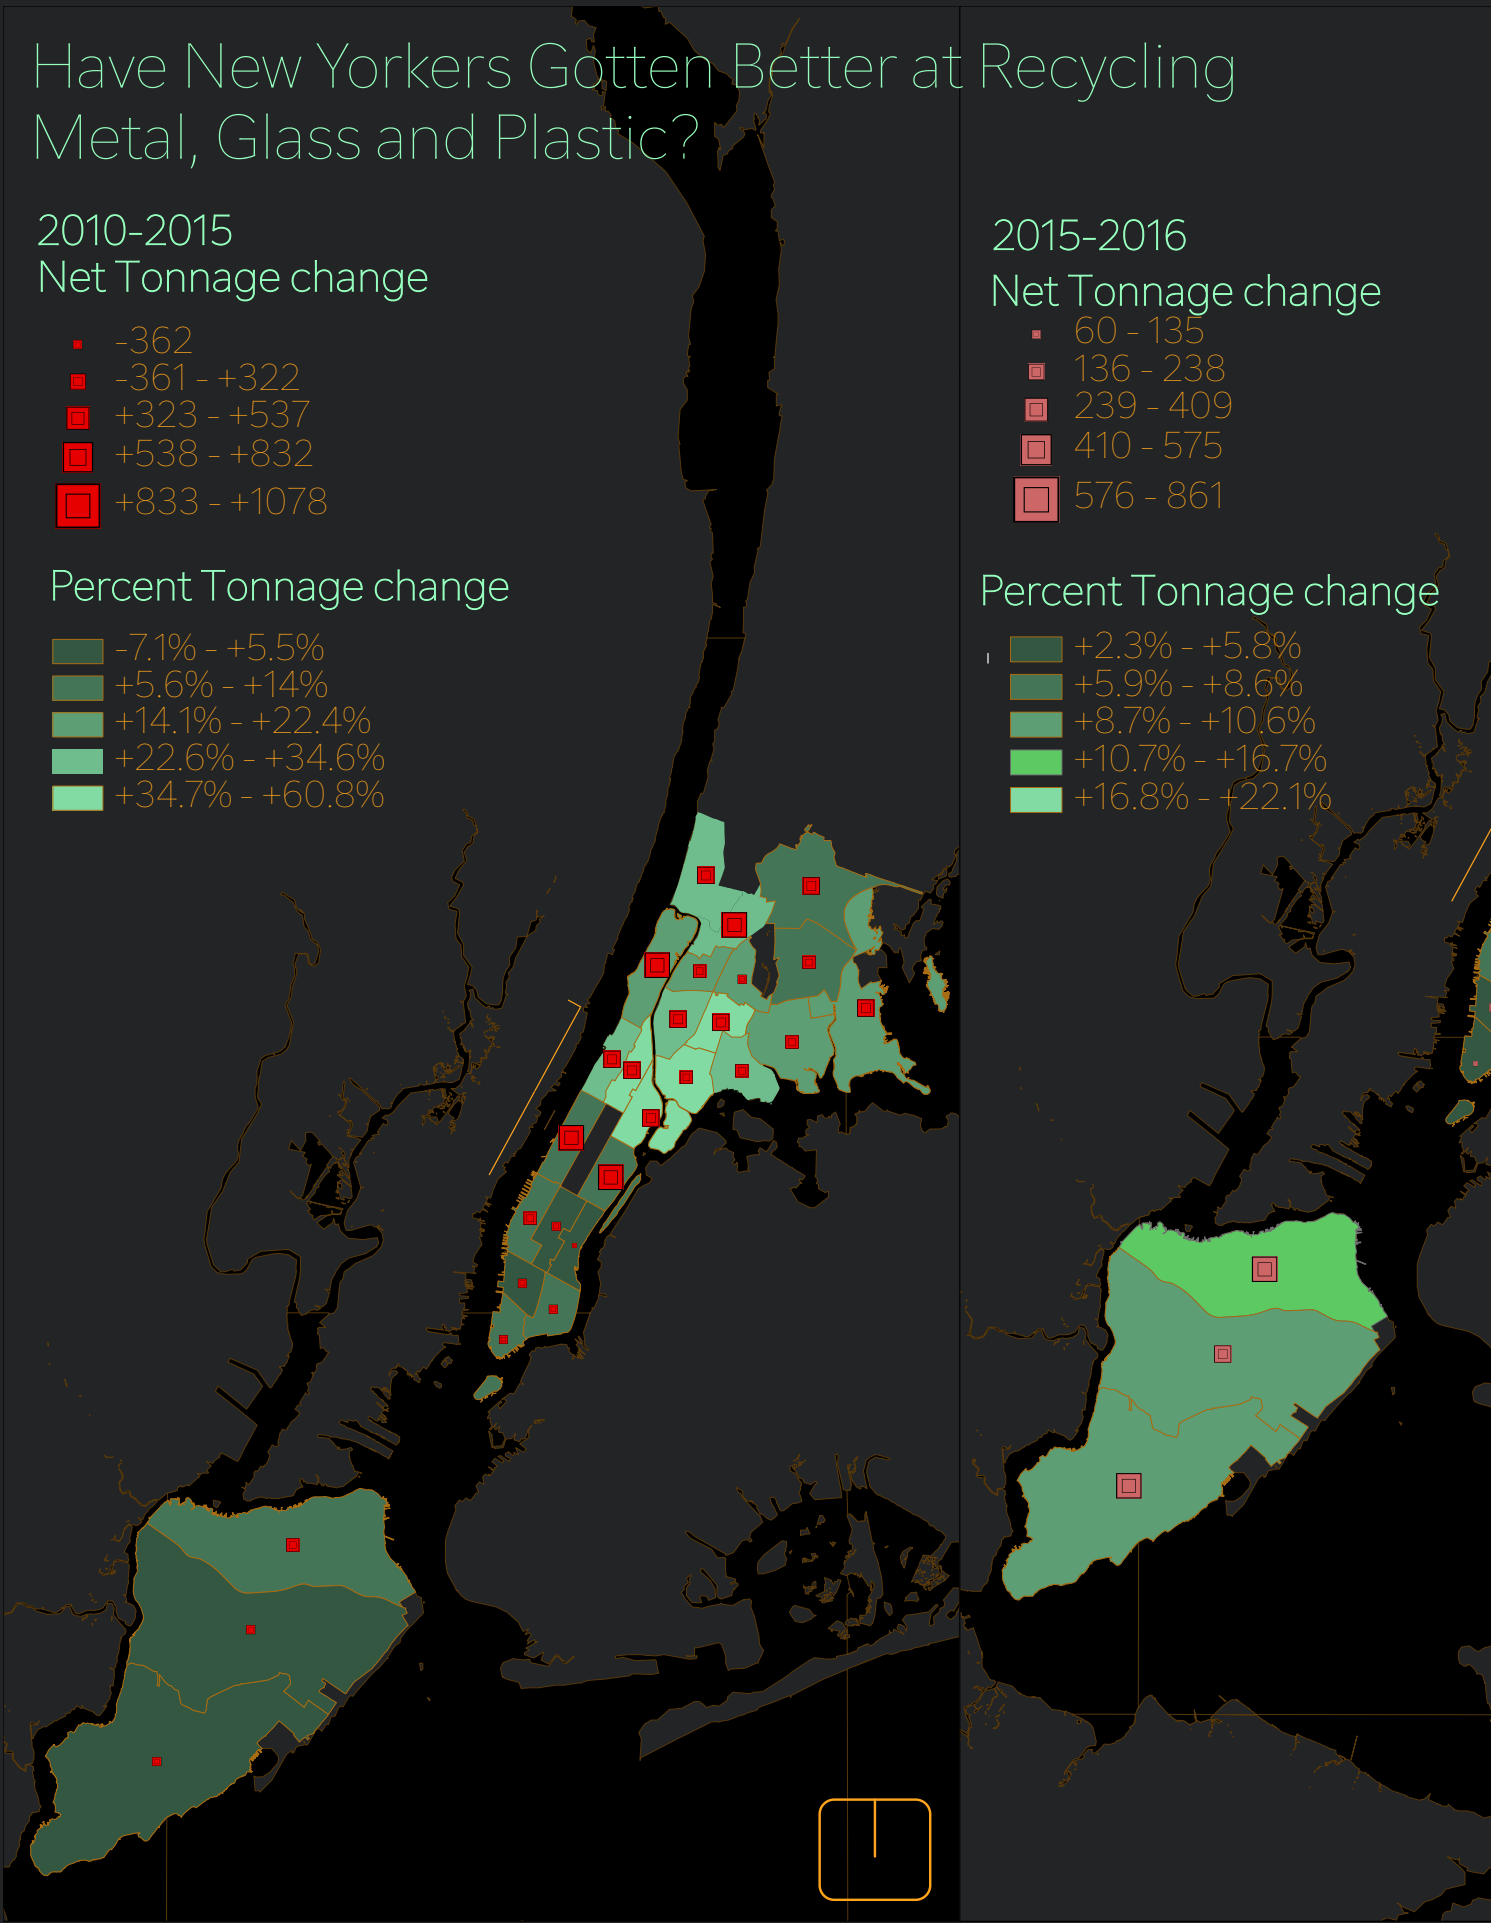 Have New Yorkers Gotten Better at Recycling
Metal, Glass and Plastic?
2010-2015
Net Tonnage change
-362
-361 - +322
+323 - +537
+538 - +832
+833 - +1078
Percent Tonnage change
-7.1% - +5.5%
+5.6% - +14%
+14.1% - +22.4%
+22.6% - +34.6%
+34.7% - +60.8%
2015-2016
Net Tonnage change
60 - 135
136 - 238
239 - 409
410 - 575
576 - 861
Percent Tonnage change
+2.3% - +5.8%
+5.9% - +8.6%
+8.7% - +10.6%
+10.7% - +16.7%
+16.8% - +22.1%